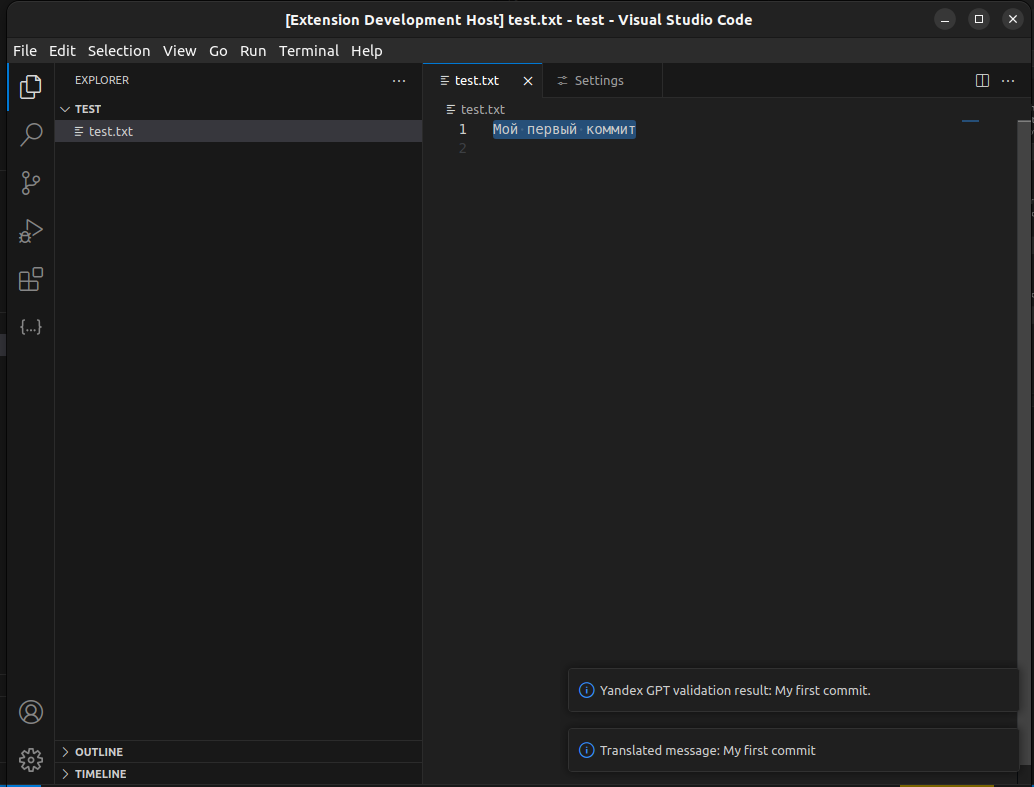 [Extension Development Host] test.txt - test - Visual Studio Code
File Edit Selection View Go Run Terminal Help
EXPLORER
TEST
test.txt
OUTLINE
TIMELINE
test.txt
Settings
test.txt
1 Мой первый коммит
2
Yandex GPT validation result: My first commit.
Translated message: My first commit